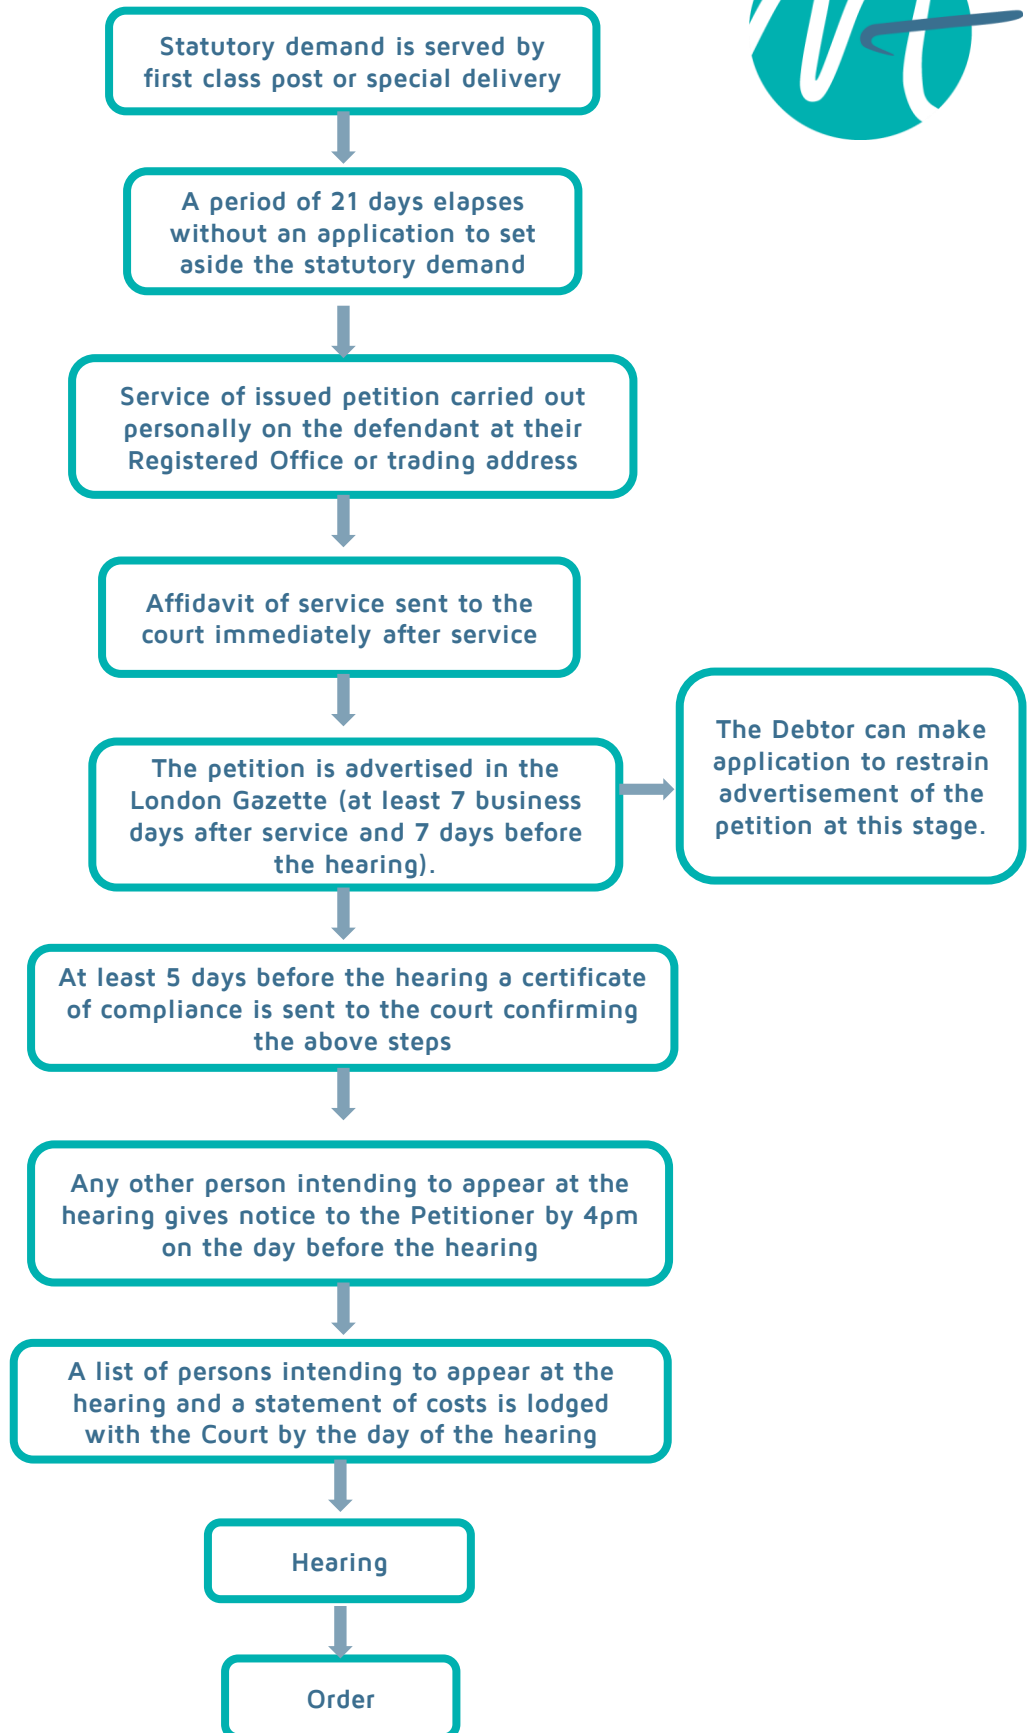 Statutory demand is served by
first class post or special delivery
A period of 21 days elapses
without an application to set
aside the statutory demand
Service of issued petition carried out
personally on the defendant at their
Registered Office or trading address
Affidavit of service sent to the
court immediately after service
The petition is advertised in the
London Gazette (at least 7 business
days after service and 7 days before
the hearing).
The Debtor can make
application to restrain
advertisement of the
petition at this stage.
At least 5 days before the hearing a certificate
of compliance is sent to the court confirming
the above steps
Any other person intending to appear at the
hearing gives notice to the Petitioner by 4pm
on the day before the hearing
A list of persons intending to appear at the
hearing and a statement of costs is lodged
with the Court by the day of the hearing
Hearing
Order